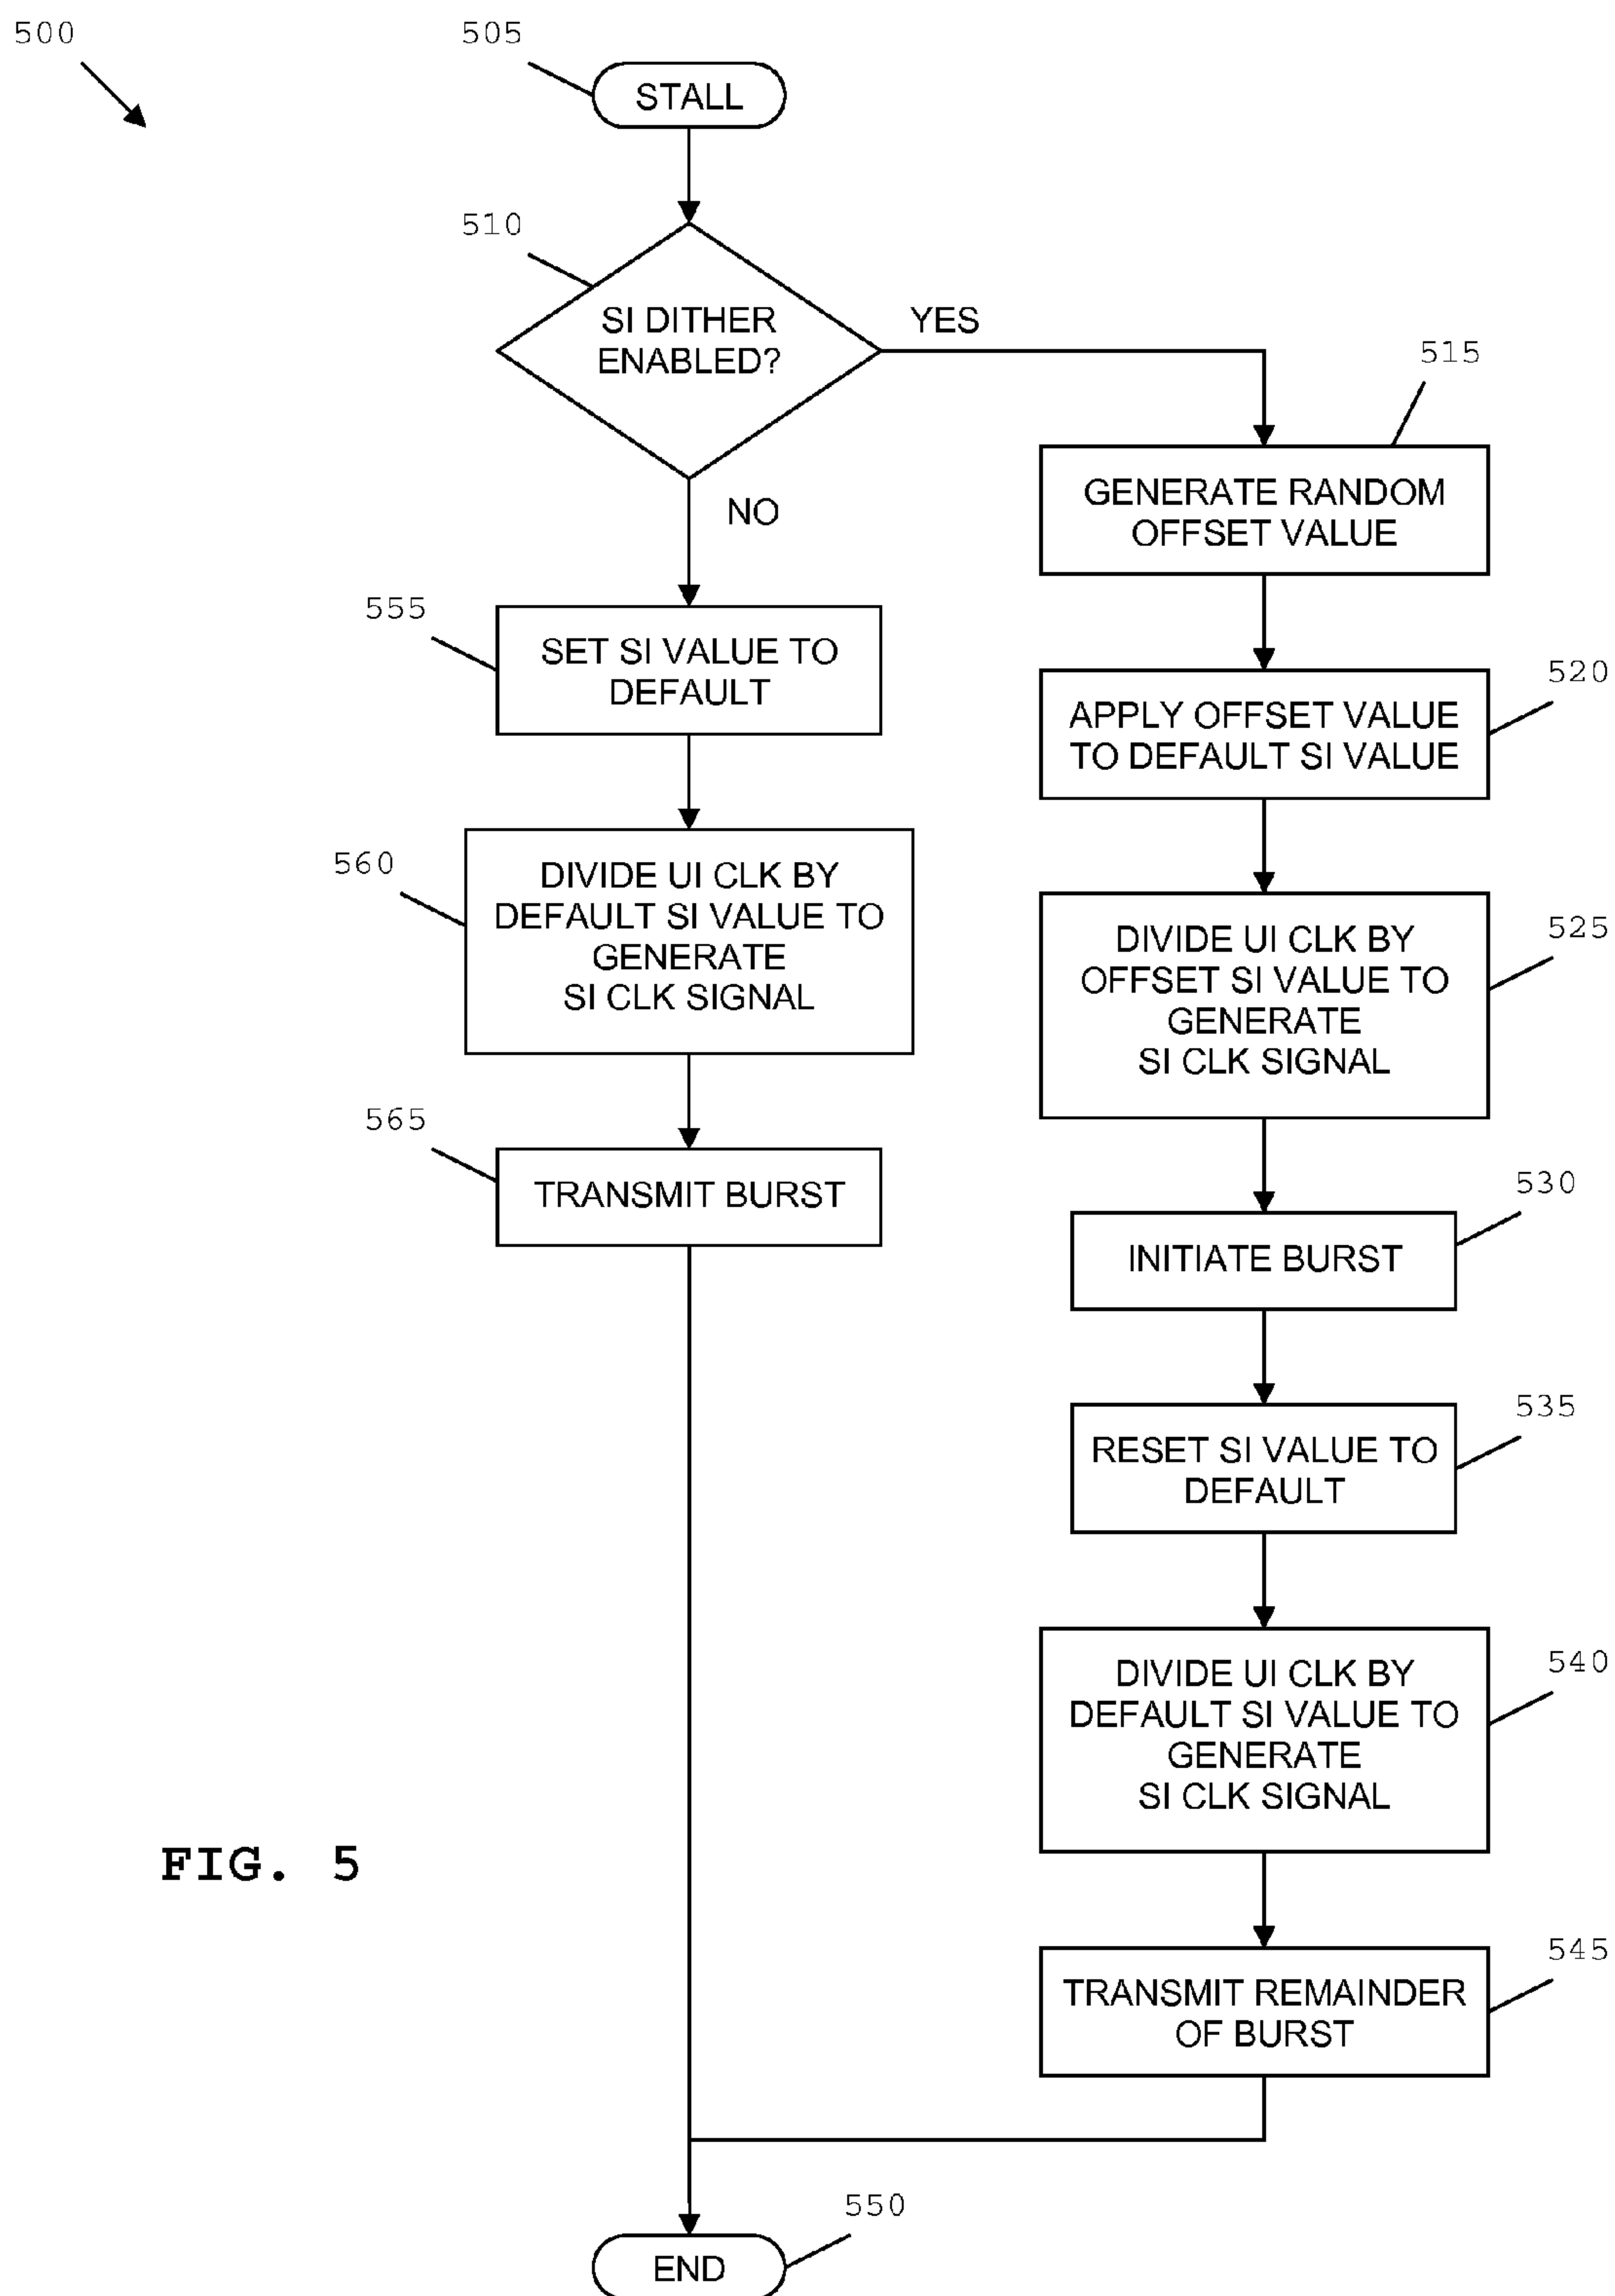 500
505
STALL
510
SI DITHER
ENABLED?
YES
NO
515
GENERATE RANDOM
OFFSET VALUE
555
SET SI VALUE TO
DEFAULT
520
APPLY OFFSET VALUE
TO DEFAULT SI VALUE
560
DIVIDE UI CLK BY
DEFAULT SI VALUE TO
GENERATE
SI CLK SIGNAL
525
DIVIDE UI CLK BY
OFFSET SI VALUE TO
GENERATE
SI CLK SIGNAL
565
TRANSMIT BURST
530
INITIATE BURST
535
RESET SI VALUE TO
DEFAULT
540
DIVIDE UI CLK BY
DEFAULT SI VALUE TO
GENERATE
SI CLK SIGNAL
FIG. 5
545
TRANSMIT REMAINDER
OF BURST
550
END